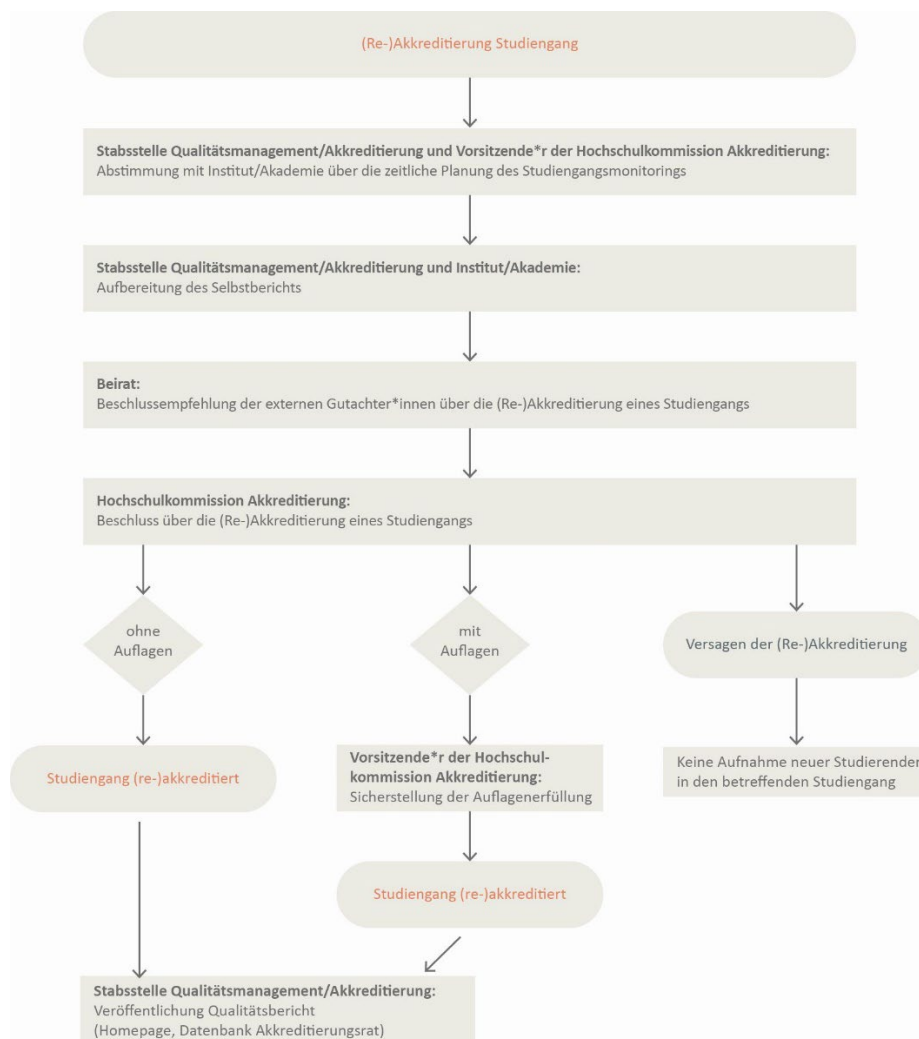 (Re-)Akkreditierung Studiengang
Stabsstelle Qualitätsmanagement/Akkreditierung und Vorsitzende*r der Hochschulkommission Akkreditierung:
Abstimmung mit Institut/Akademie über die zeitliche Planung des Studiengangsmonitorings
Stabsstelle Qualitätsmanagement/Akkreditierung und Institut/Akademie:
Aufbereitung des Selbstberichts
Beirat:
Beschlussempfehlung der externen Gutachter*innen über die (Re-)Akkreditierung eines Studiengangs
Hochschulkommission Akkreditierung:
Beschluss über die (Re-)Akkreditierung eines Studiengangs
ohne
Auflagen
mit
Auflagen
Versagen der (Re-)Akkreditierung
Studiengang (re-)akkreditiert
Vorsitzende*r der Hochschul-
kommission Akkreditierung:
Sicherstellung der Auflagenerfüllung
Keine Aufnahme neuer Studierender
in den betreffenden Studiengang
Studiengang (re-)akkreditiert
Stabsstelle Qualitätsmanagement/Akkreditierung:
Veröffentlichung Qualitätsbericht
(Homepage, Datenbank Akkreditierungsrat)